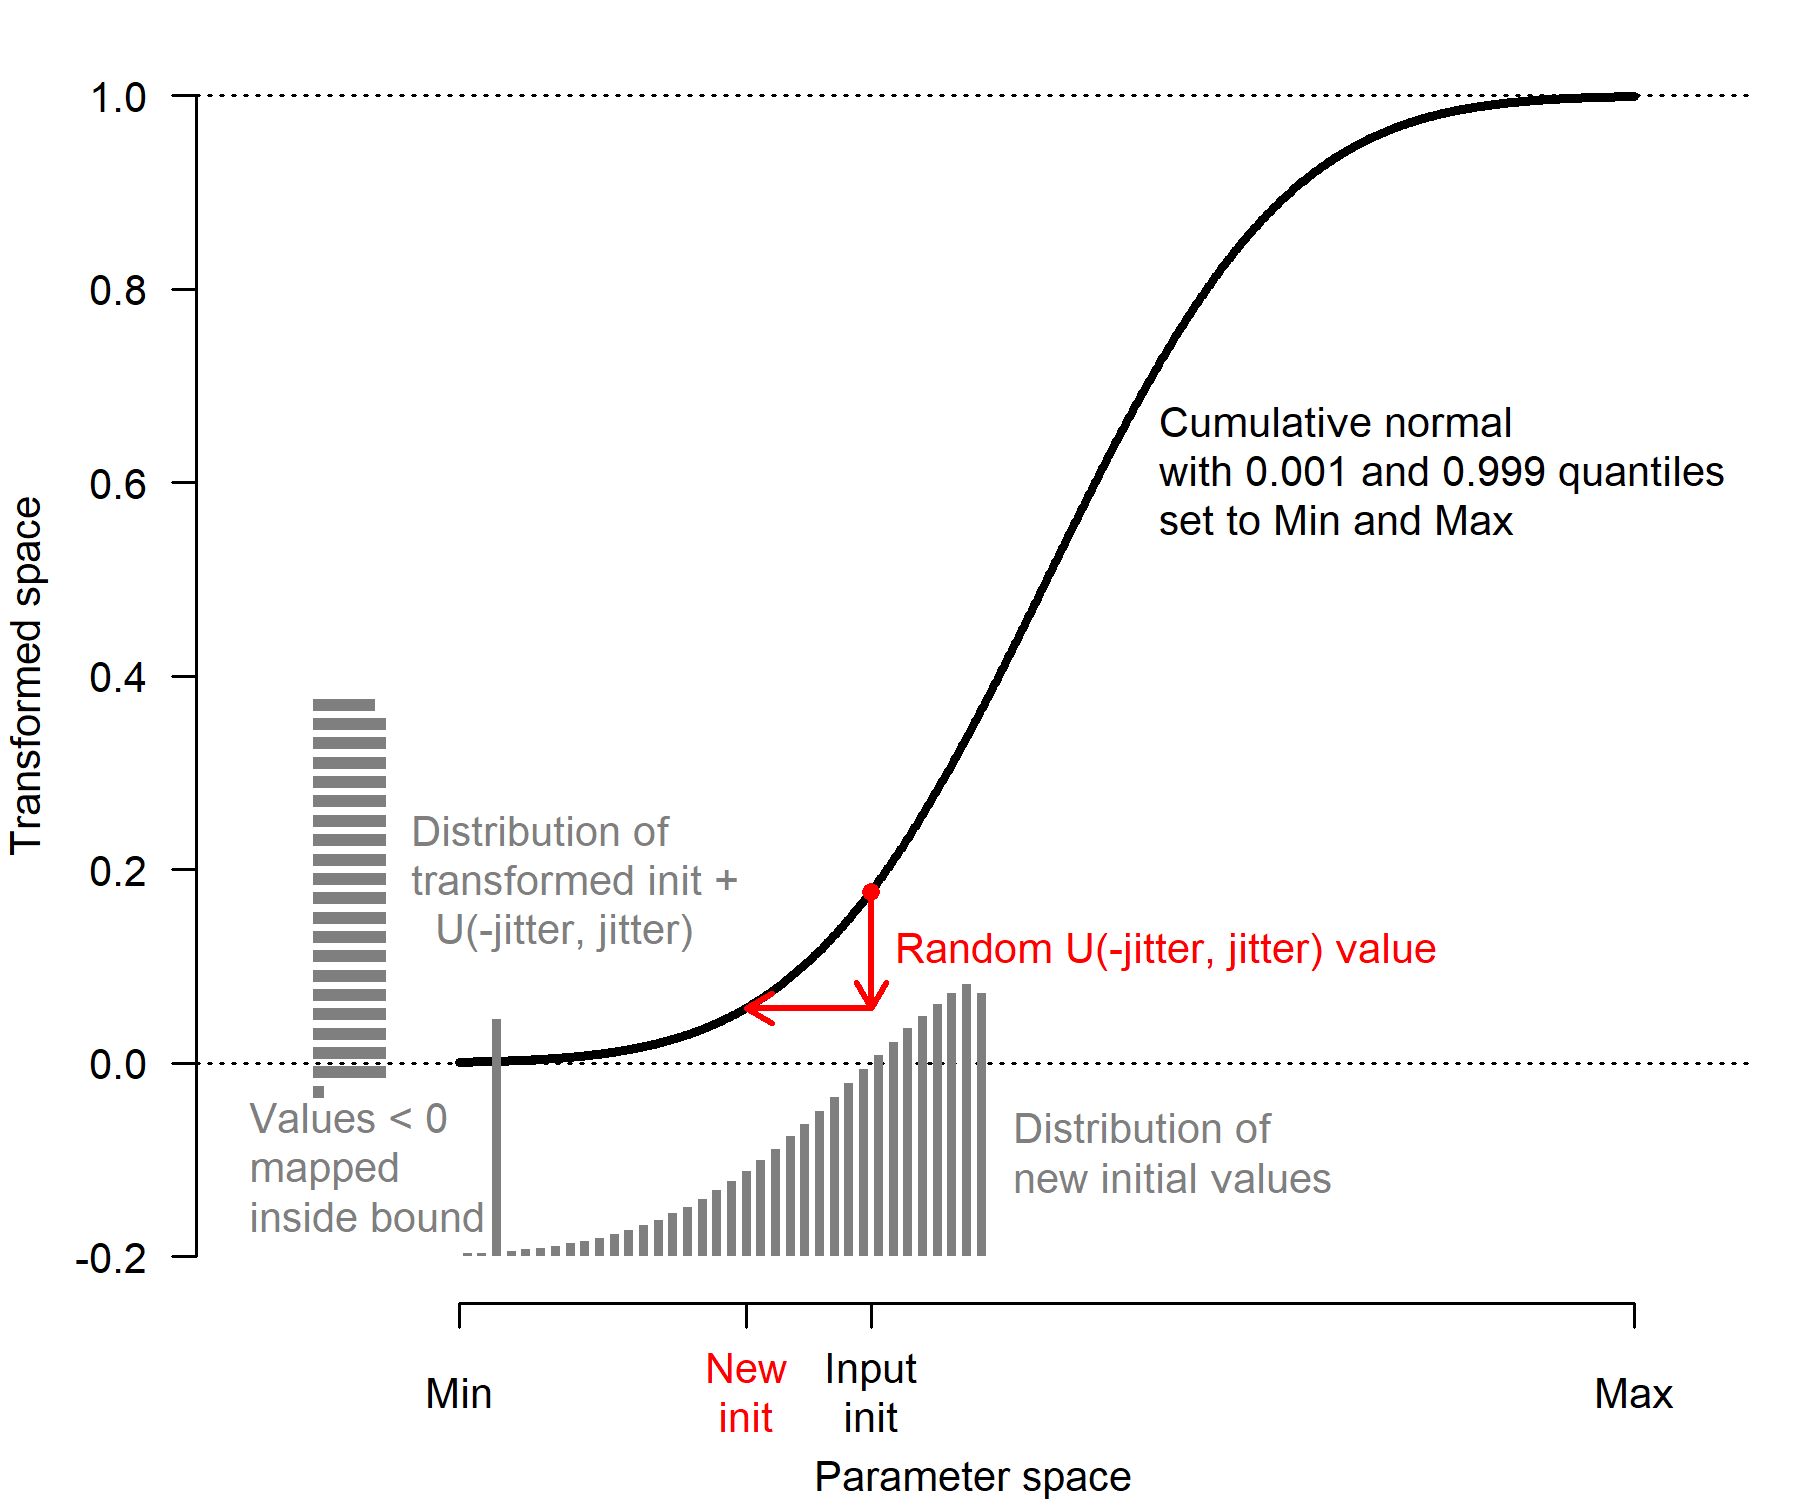 1.0
0.8
0.6
0.4
0.2
0.0
-0.2
Transformed space
Cumulative normal
with 0.001 and 0.999 quantiles
set to Min and Max
Distribution of
transformed init +
U(-jitter, jitter)
Random U(-jitter, jitter) value
Values < 0
mapped
inside bound
Distribution of
new initial values
Min
New
init
Input
init
Max
Parameter space